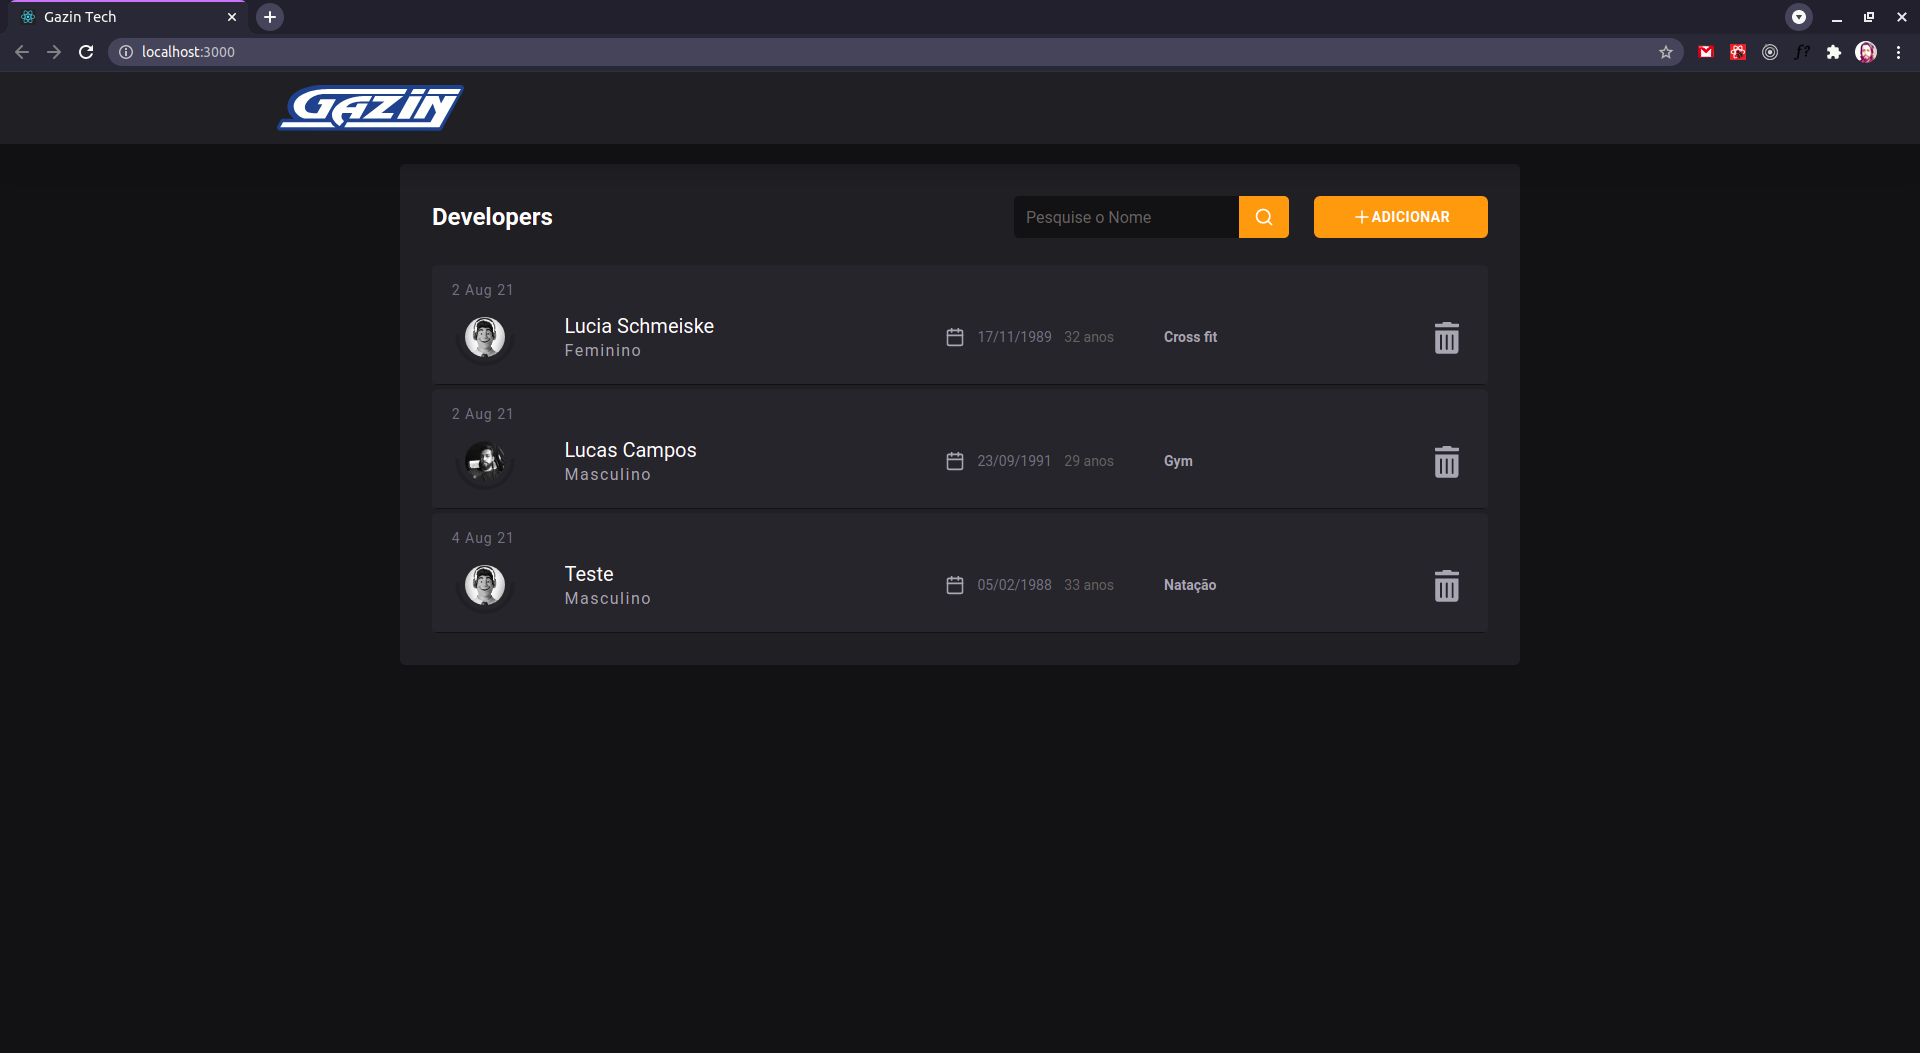 Gazin Tech
localhost:3000
f?
GAZIN
Developers
Pesquise o Nome
ADICIONAR
2 Aug 21
Lucia Schmeiske
Feminino
17/11/1989 32 anos
Cross fit
2 Aug 21
Lucas Campos
Masculino
23/09/1991 29 anos
Gym
4 Aug 21
Teste
Masculino
05/02/1988 33 anos
Natação